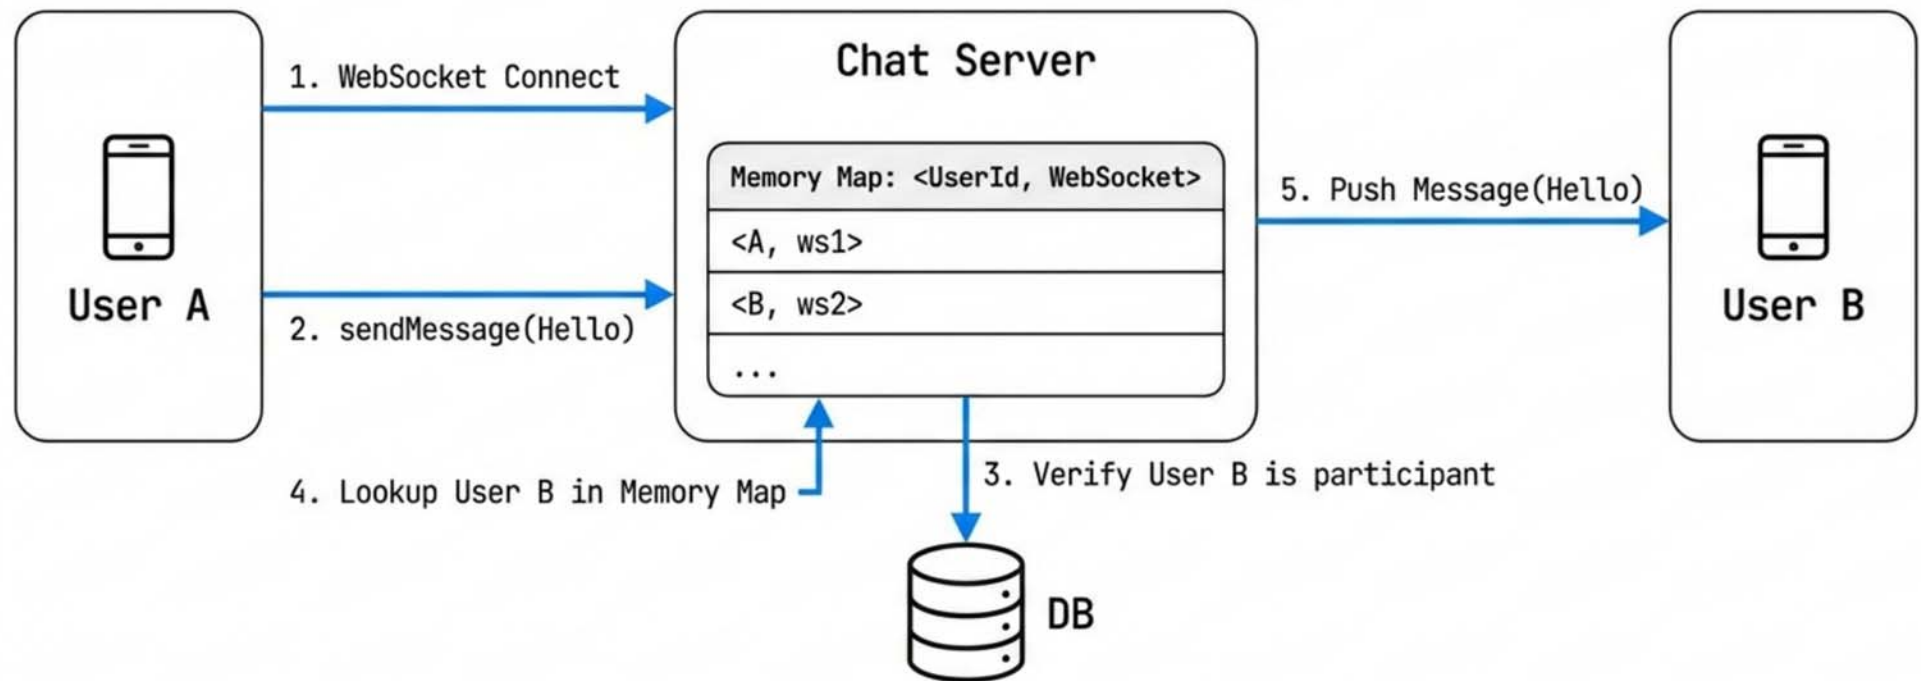 Chat Server
1. WebSocket Connect
Memory Map: <UserId, WebSocket>
5. Push Message(Hello)
<A, ws1>
User A
<B, ws2>
User B
2. sendMessage(Hello)
...
3. Verify User B is participant
4. Lookup User B in Memory Map
DB